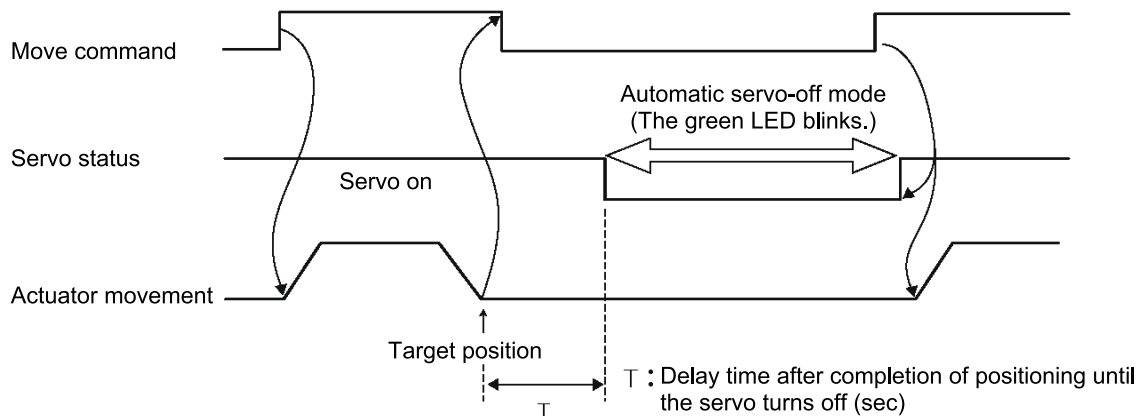 Move command
Automatic servo-off mode
(The green LED blinks.)
Servo status
Servo on
Actuator movement
Target position
T
T : Delay time after completion of positioning until
the servo turns off (sec)